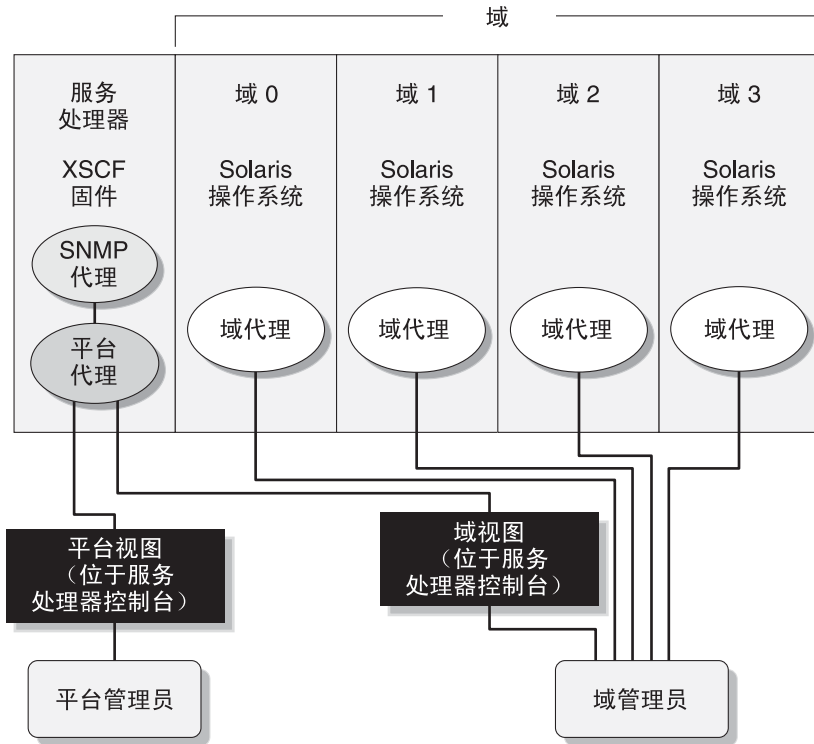 域
服务
处理器
XSCF
固件
SNMP
代理
平台
代理
域 0
Solaris
操作系统
域代理
域 1
Solaris
操作系统
域代理
域 2
Solaris
操作系统
域代理
域 3
Solaris
操作系统
域代理
平台视图
（位于服务
处理器控制台）
域视图
（位于服务
处理器控制台）
平台管理员
域管理员